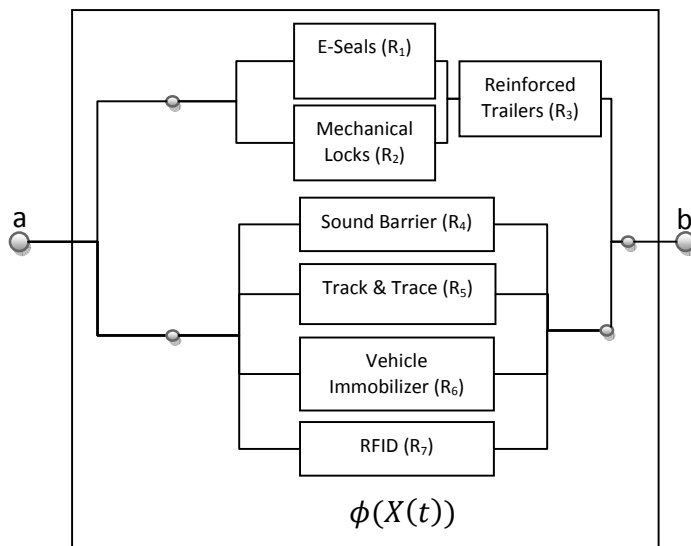 E-Seals (R₁)
Reinforced
Trailers (R₃)
Mechanical
Locks (R₂)
a
b
Sound Barrier (R₄)
Track & Trace (R₅)
Vehicle
Immobilizer (R₆)
RFID (R₇)
ϕ(X(t))